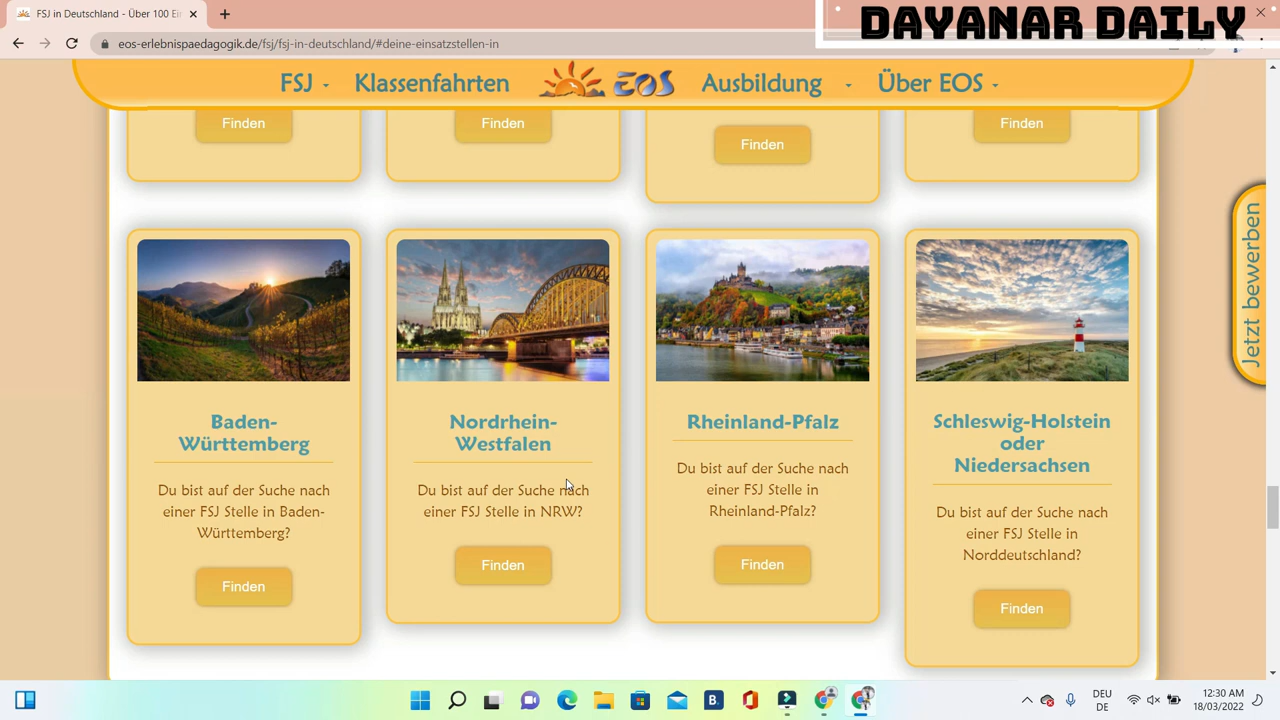 FSJ in Deutschland - Über 100 Ein
DAYANAR DAILY
eos-erlebnispaedagogik.de/fsj/fsj-in-deutschland/#deine-einsatzstellen-in
FSJ
Klassenfahrten
EOS
Ausbildung
Über EOS
Finden
Finden
Finden
Finden
Jetzt bewerben
Baden-
Württemberg
Du bist auf der Suche nach
einer FSJ Stelle in Baden-
Württemberg?
Finden
Nordrhein-
Westfalen
Du bist auf der Suche nach
einer FSJ Stelle in NRW?
Finden
Rheinland-Pfalz
Du bist auf der Suche nach
einer FSJ Stelle in
Rheinland-Pfalz?
Finden
Schleswig-Holstein
oder
Niedersachsen
Du bist auf der Suche nach
einer FSJ Stelle in
Norddeutschland?
Finden
DEU
DE
12:30 AM
18/03/2022